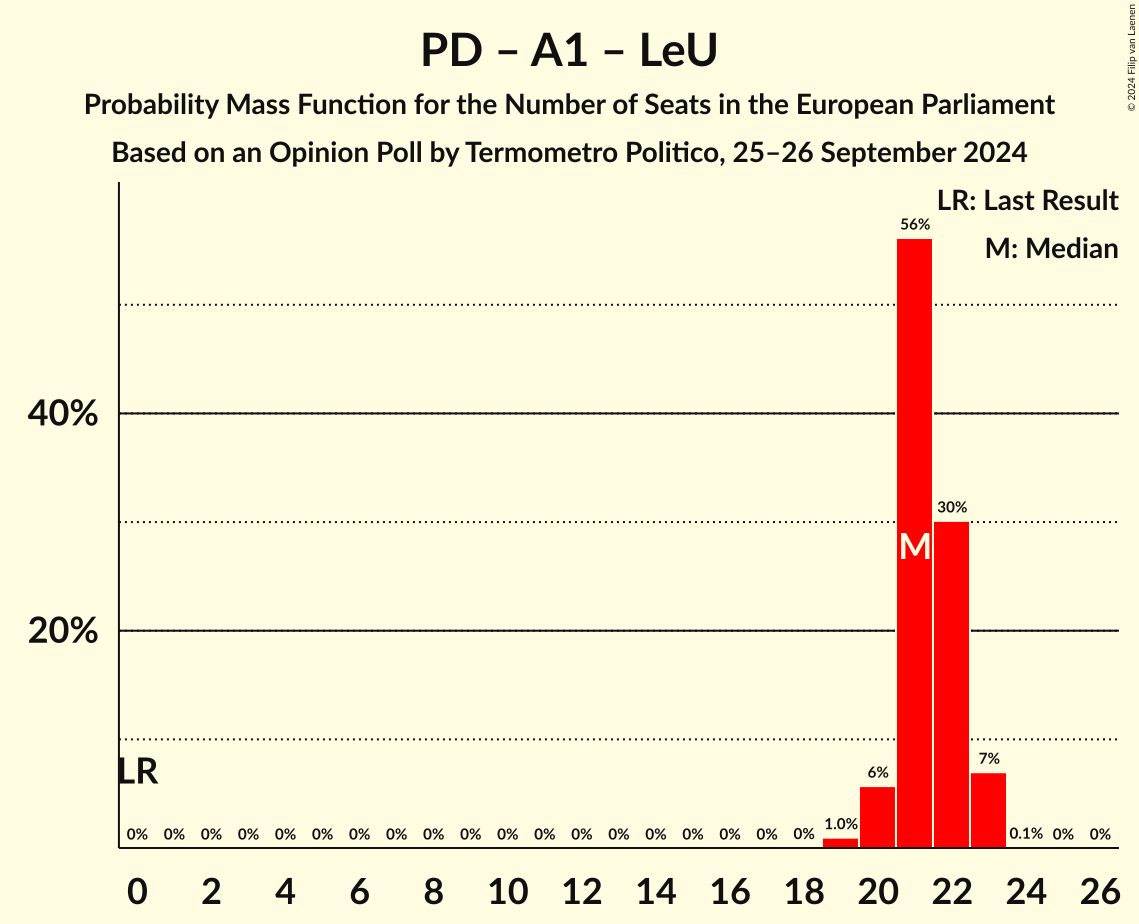 PD – A1 – LeU
Probability Mass Function for the Number of Seats in the European Parliament
Based on an Opinion Poll by Termometro Politico, 25–26 September 2024
© 2024 Filip van Laenen
LR: Last Result
M: Median
56%
40%
30%
M
20%
LR
7%
6%
1.0%
0% 0% 0% 0% 0% 0% 0% 0% 0% 0% 0% 0% 0% 0% 0% 0% 0% 0% 0% 0.1% 0% 0%
0 2 4 6 8 10 12 14 16 18 20 22 24 26